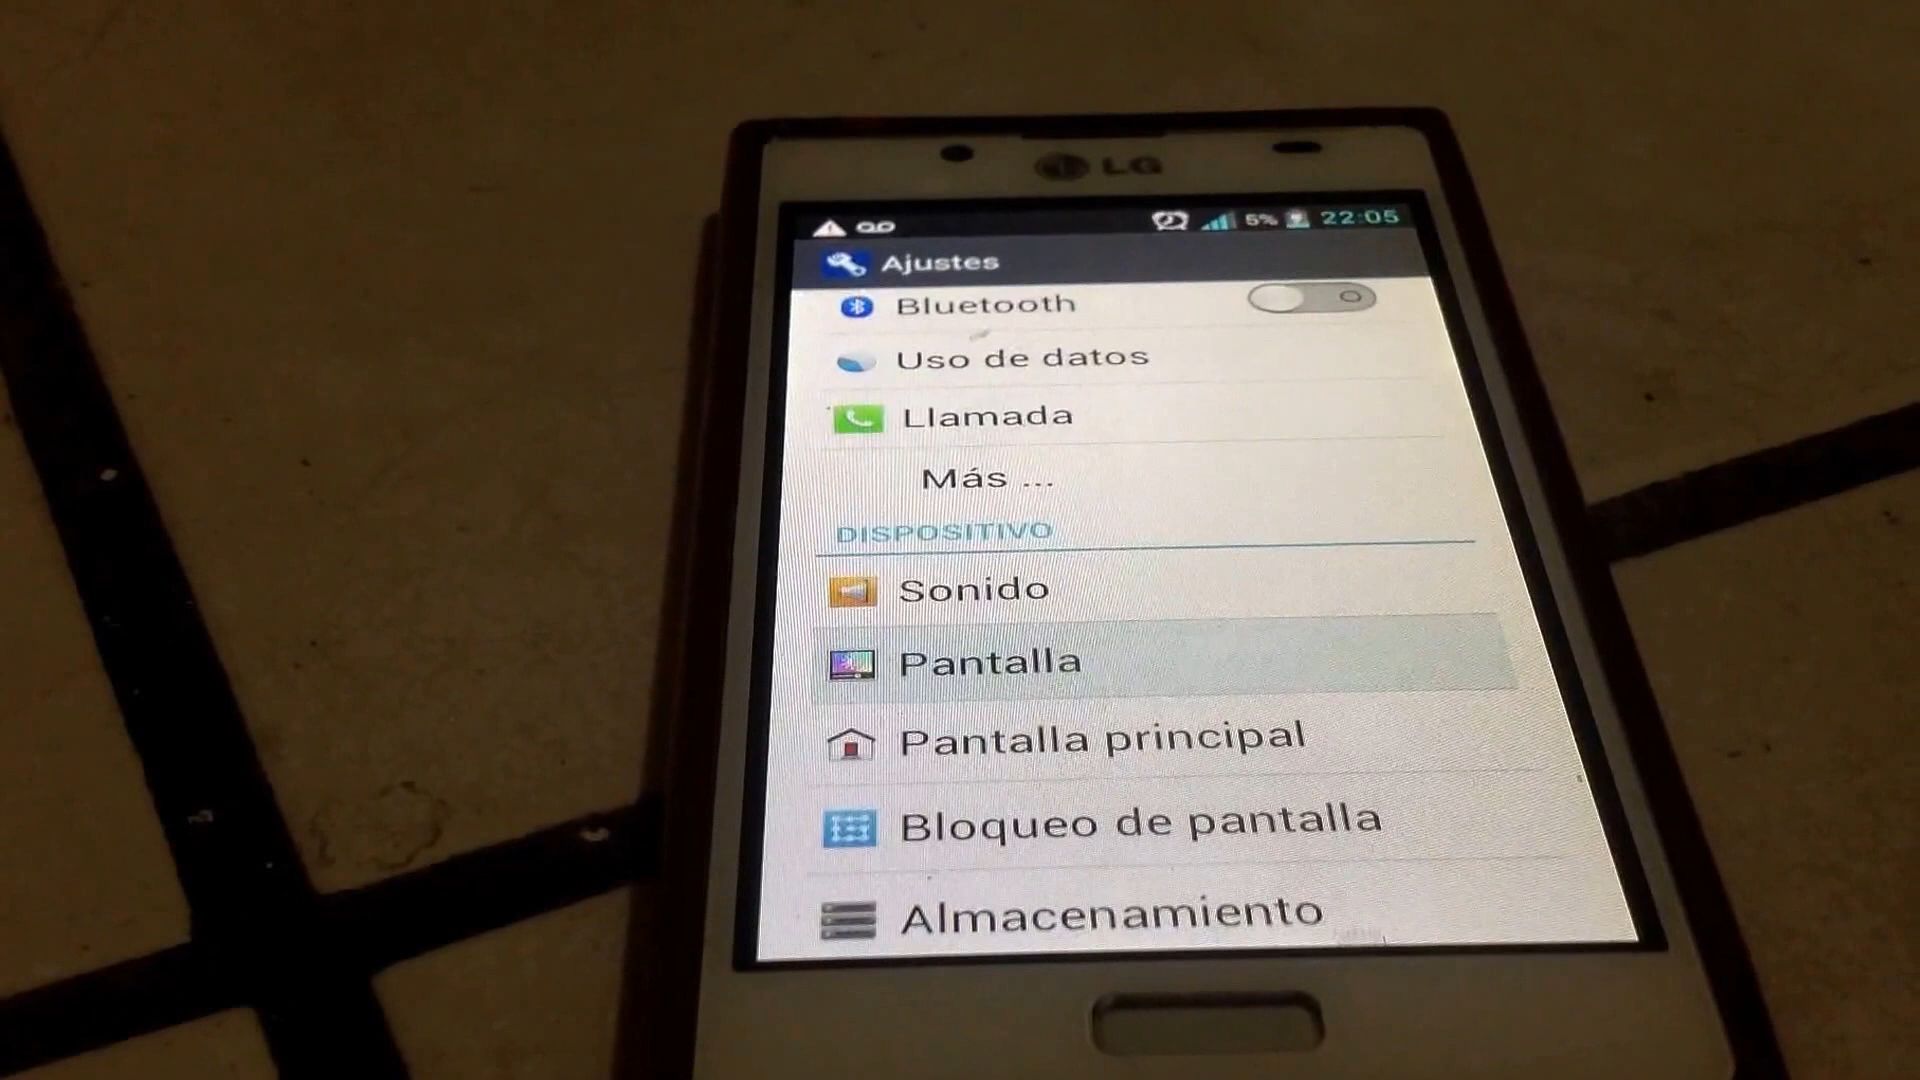 LG
5% 22:05
Ajustes
Bluetooth
Uso de datos
Llamada
Más ...
DISPOSITIVO
Sonido
Pantalla
Pantalla principal
Bloqueo de pantalla
Almacenamiento